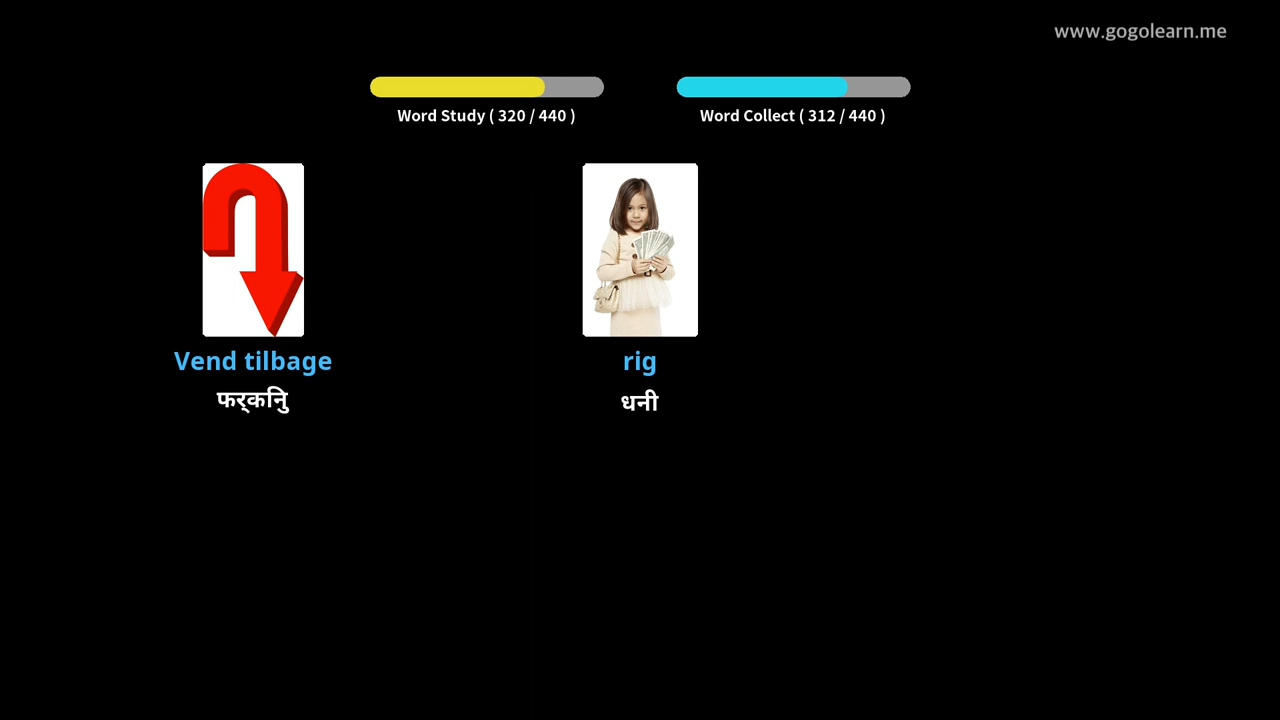 www.gogolearn.me
Word Study ( 320 / 440 )
Word Collect ( 312 / 440 )
Vend tilbage
rig
फर्कनुि
धनी